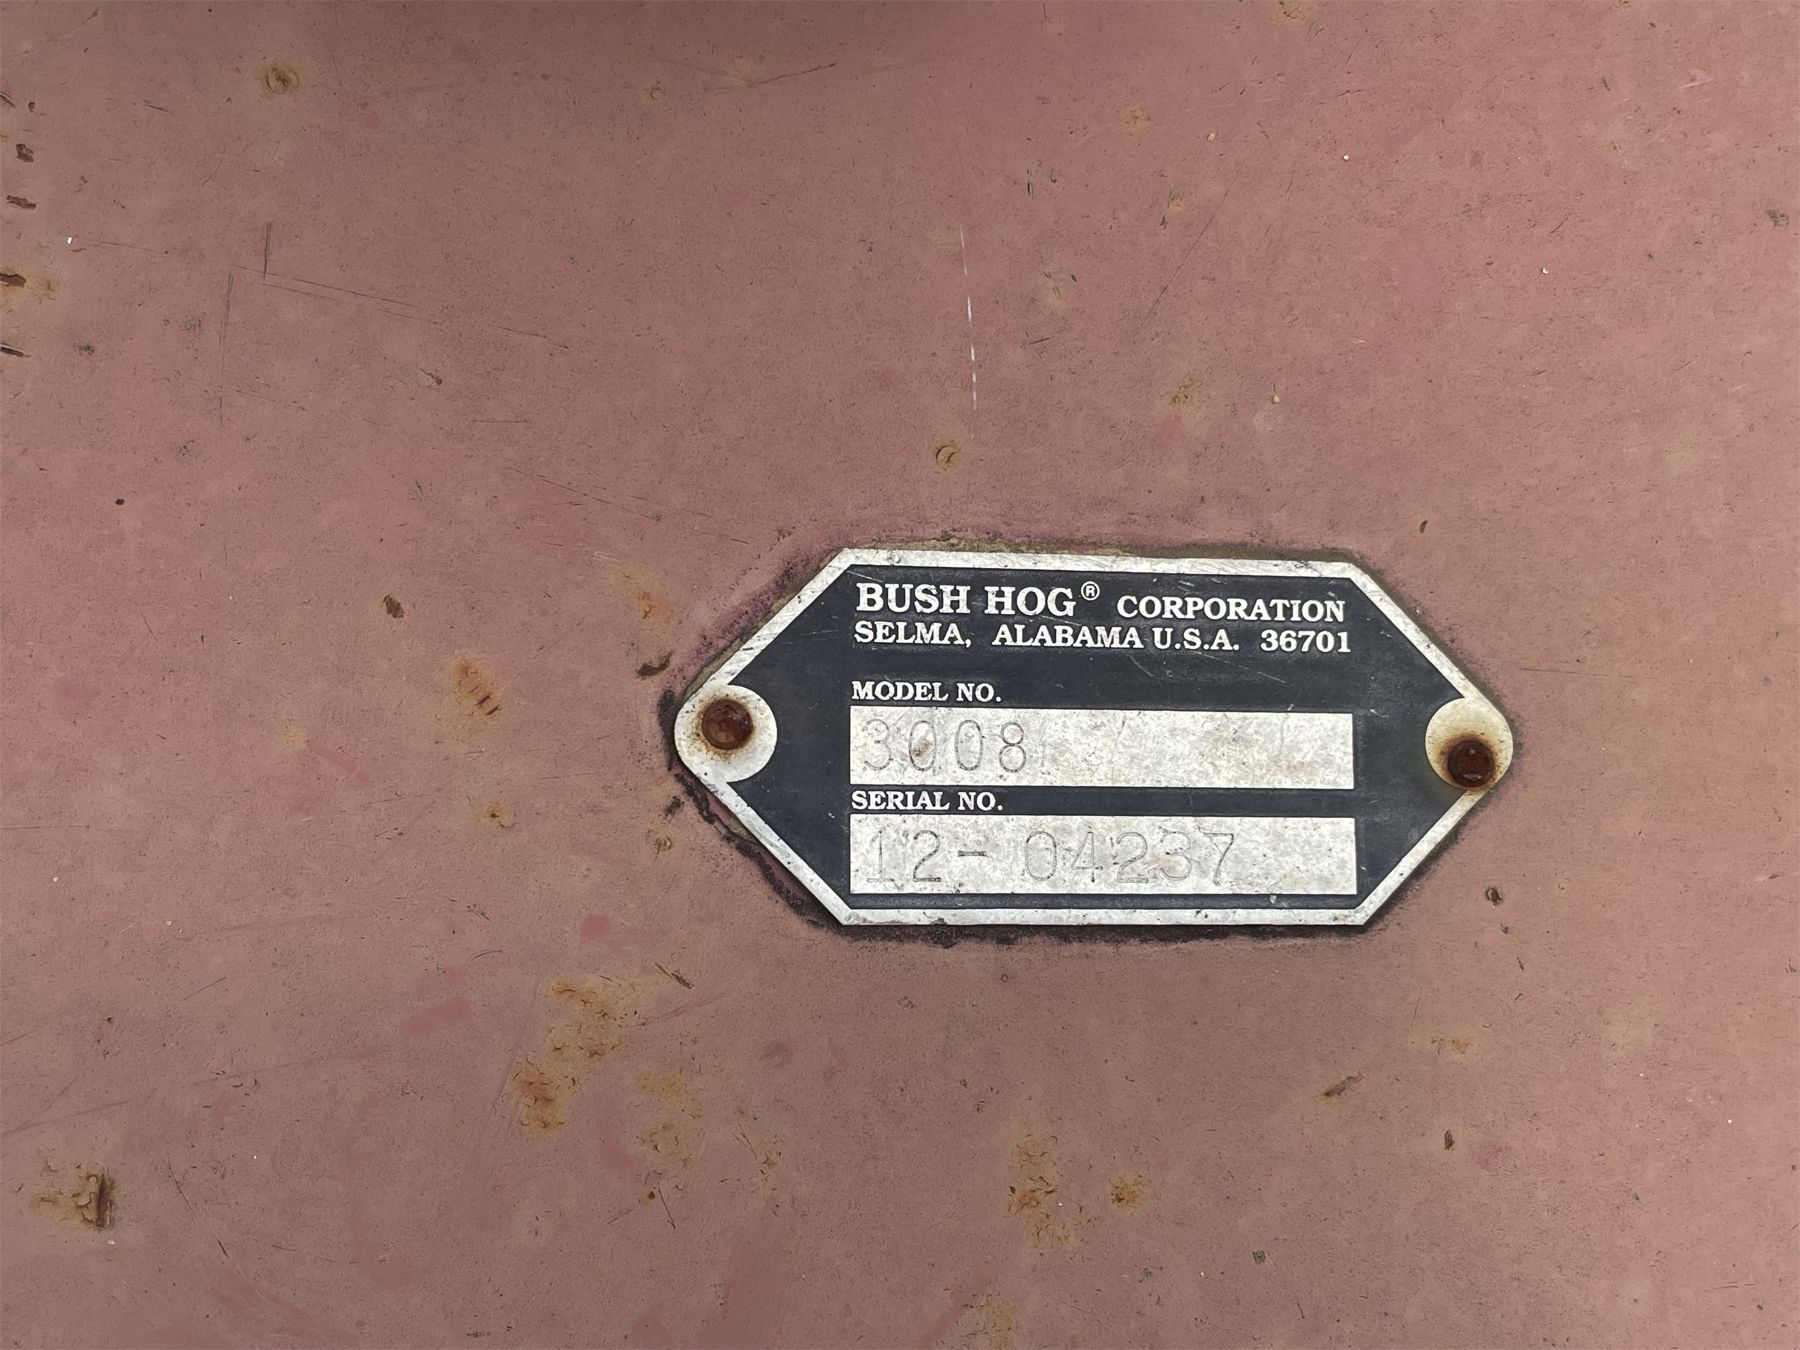 BUSH HOG® CORPORATION
SELMA, ALABAMA U.S.A. 36701
MODEL NO.
3008
SERIAL NO.
12-04237